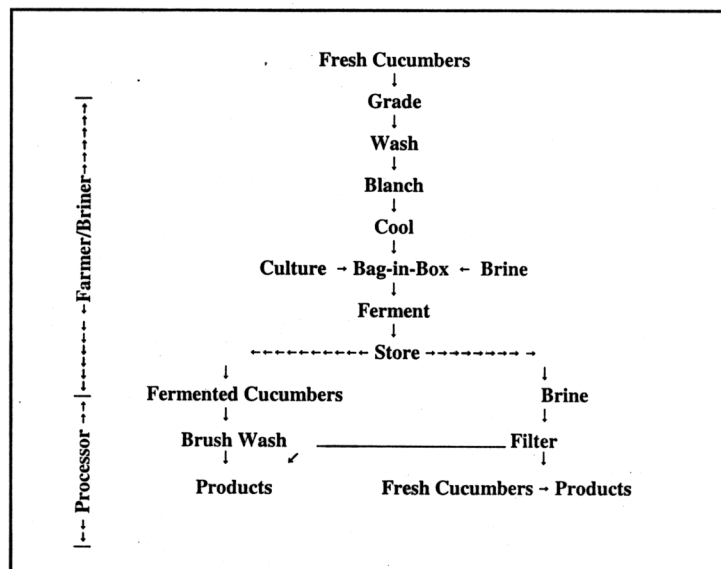 Fresh Cucumbers
↓
Grade
↓
Wash
↓
Blanch
↓
Cool
↓
Culture → Bag-in-Box ← Brine
↓
Ferment
↓
Store
Fermented Cucumbers
Brine
Brush Wash
Filter
Products
Fresh Cucumbers → Products
Farmer/Briner
Processor